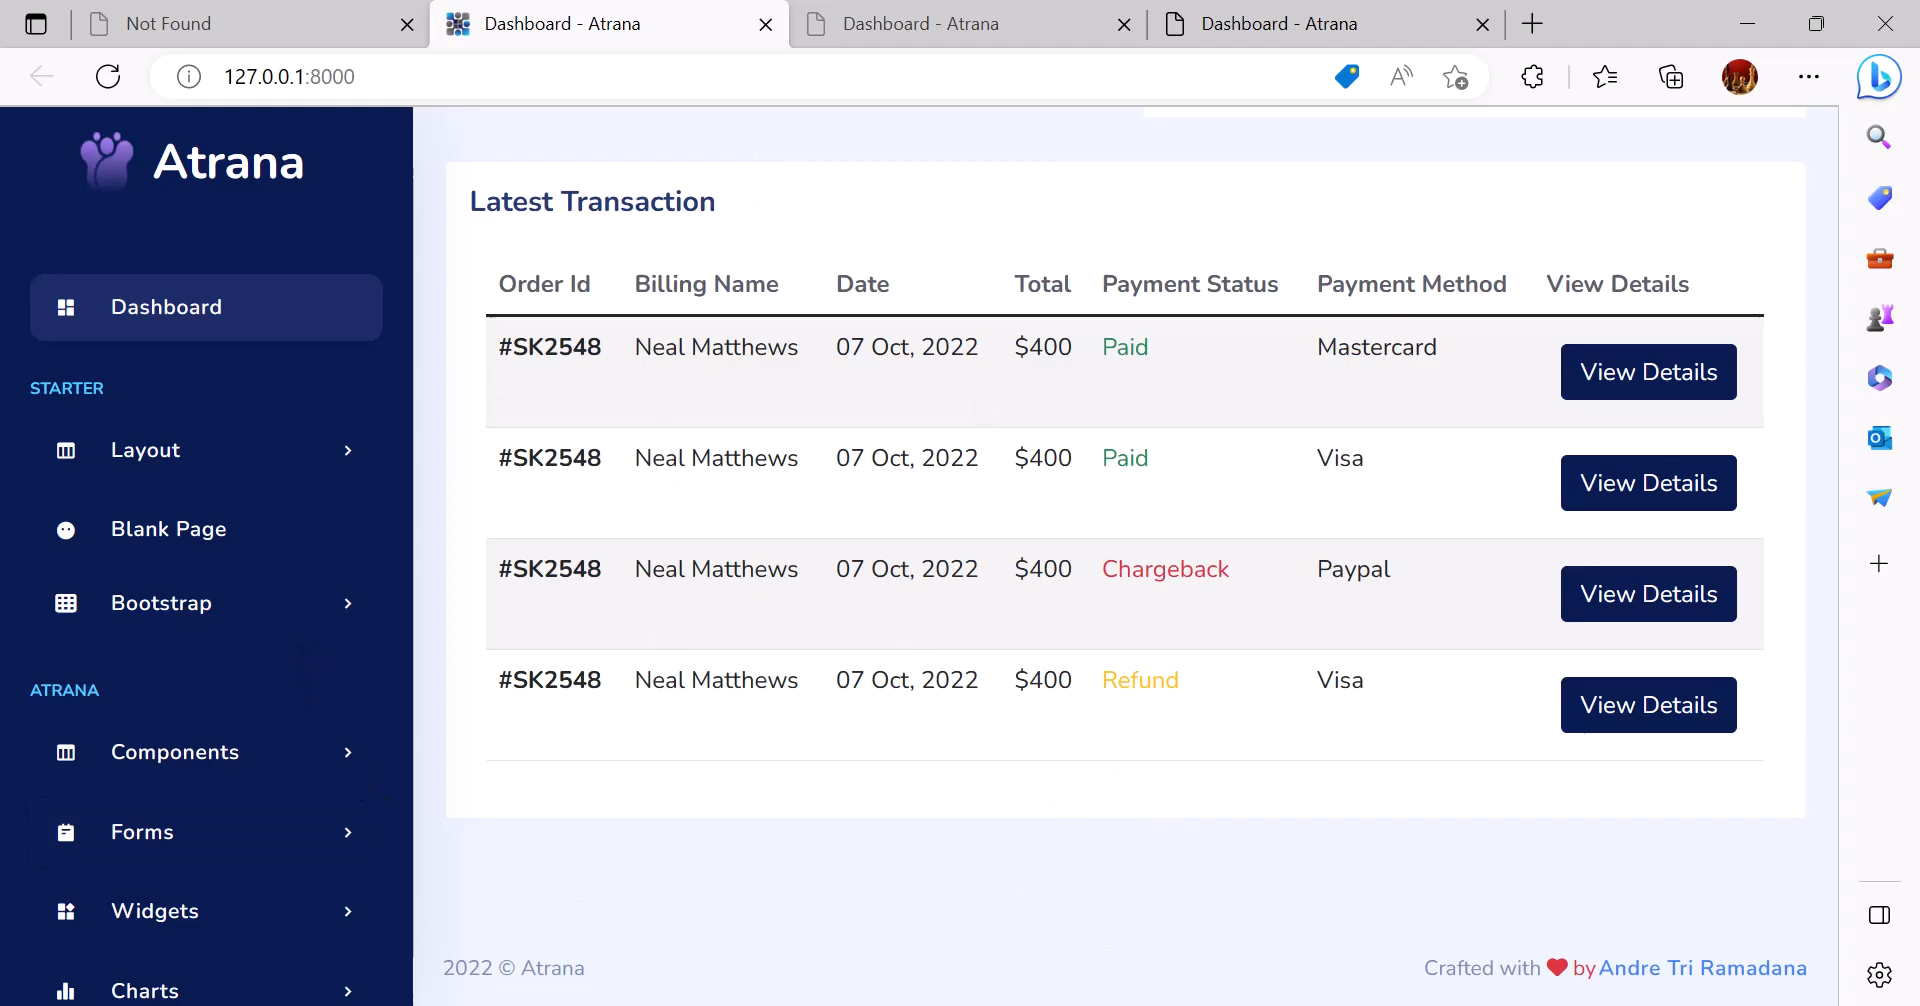 Not Found
Dashboard - Atrana
Dashboard - Atrana
Dashboard - Atrana
127.0.0.1:8000
Atrana
Dashboard
STARTER
Layout
Blank Page
Bootstrap
ATRANA
Components
Forms
Widgets
Charts
Latest Transaction
Order Id Billing Name Date Total Payment Status Payment Method View Details
#SK2548 Neal Matthews 07 Oct, 2022 $400 Paid Mastercard View Details
#SK2548 Neal Matthews 07 Oct, 2022 $400 Paid Visa View Details
#SK2548 Neal Matthews 07 Oct, 2022 $400 Chargeback Paypal View Details
#SK2548 Neal Matthews 07 Oct, 2022 $400 Refund Visa View Details
2022 © Atrana
Crafted with ❤ by Andre Tri Ramadana